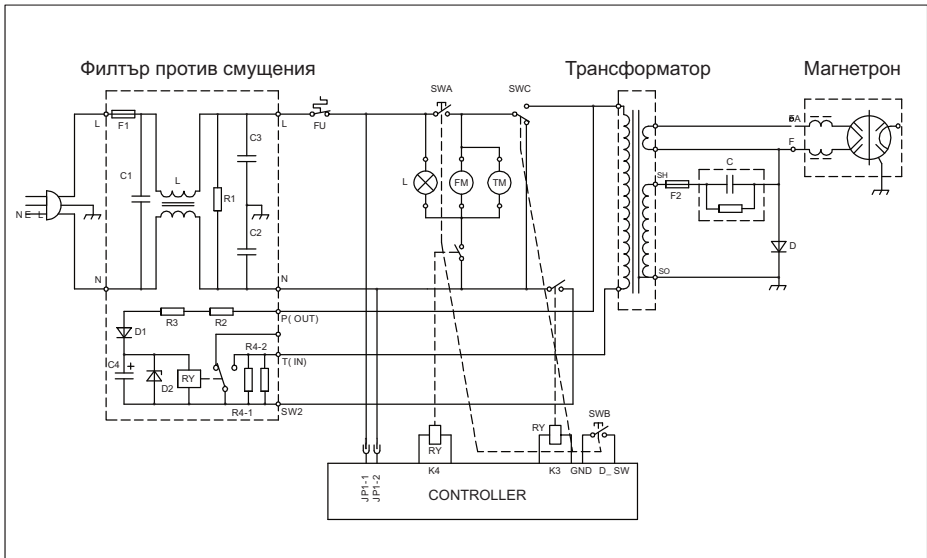 Филтър против смущения
Трансформатор
Магнетрон
SWA
SWC
L
F1
L
FU
C3
C1
L
R1
C2
N E L
N
N
L
FM
TM
FA
F
SH
F2
C
D
SO
P( OUT)
R3
R2
D1
R4-2
T( IN)
C4
+
D2
RY
R4-1
SW2
SWB
RY
RY
JP1-1
JP1-2
K4
K3
GND
D_ SW
CONTROLLER